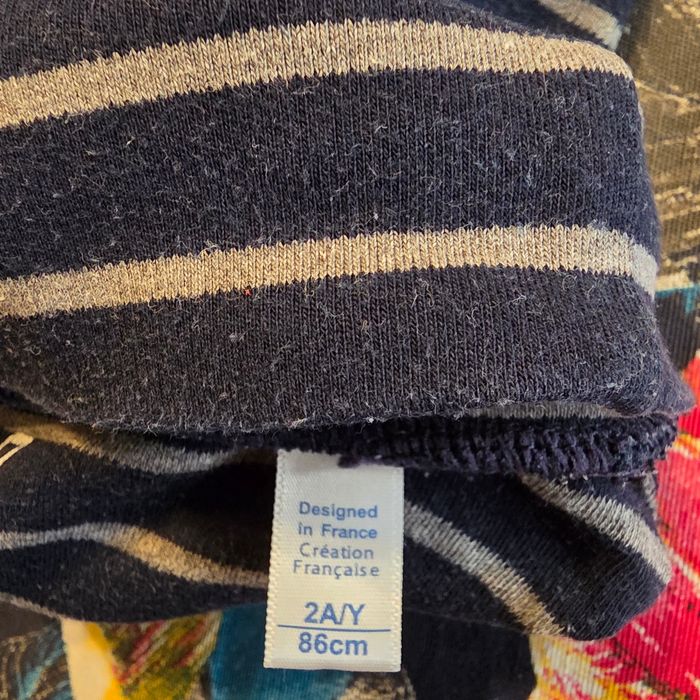 Designed
in France
Création
Française
2A/Y
86cm